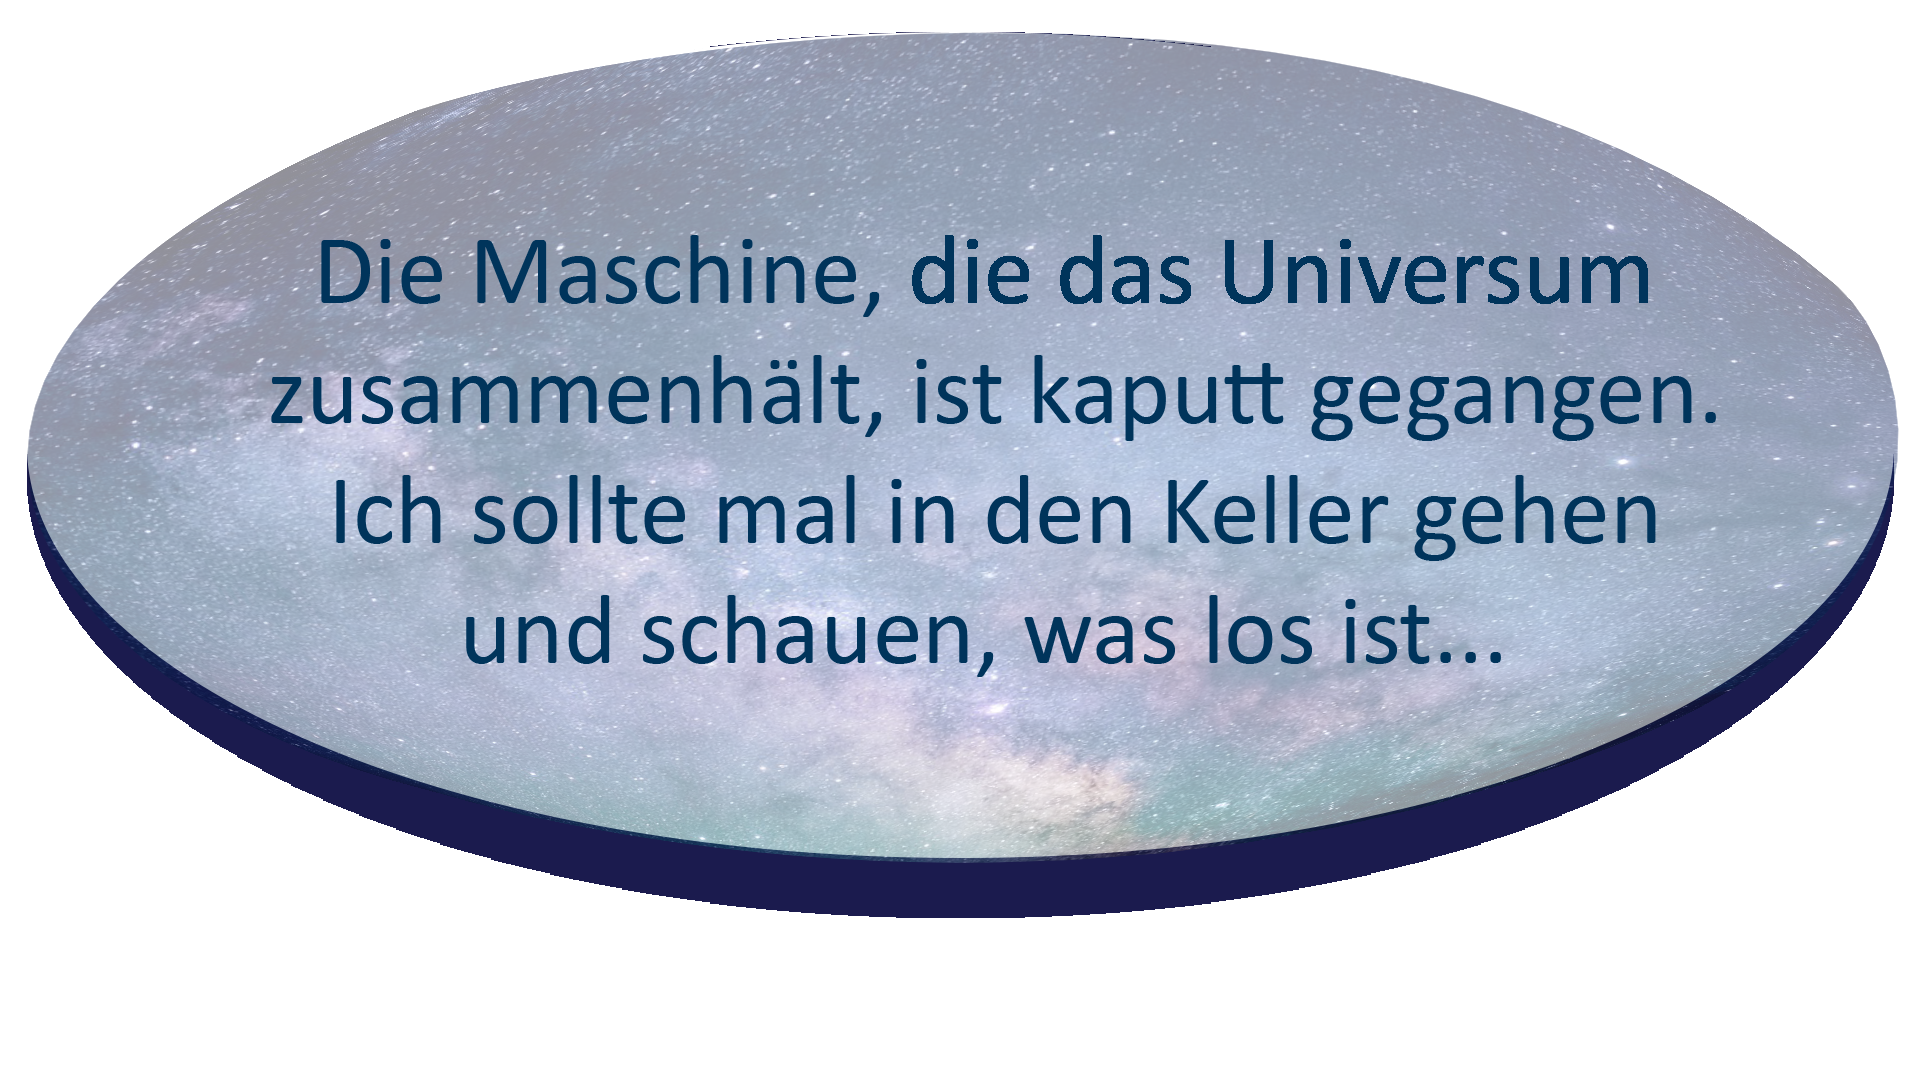 Die Maschine, die das Universum
zusammenhält, ist kaputt gegangen.
Ich sollte mal in den Keller gehen
und schauen, was los ist...